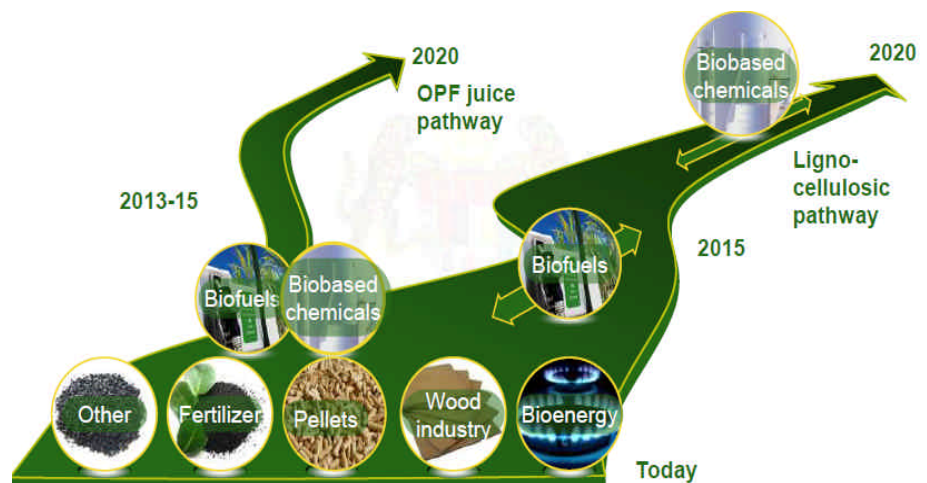 2020
OPF juice
pathway
2013-15
Biobased
chemicals
2020
Ligno-
cellulosic
pathway
2015
Biofuels
Biobased
chemicals
Biofuels
Other
Fertilizer
Pellets
Wood
industry
Bioenergy
Today